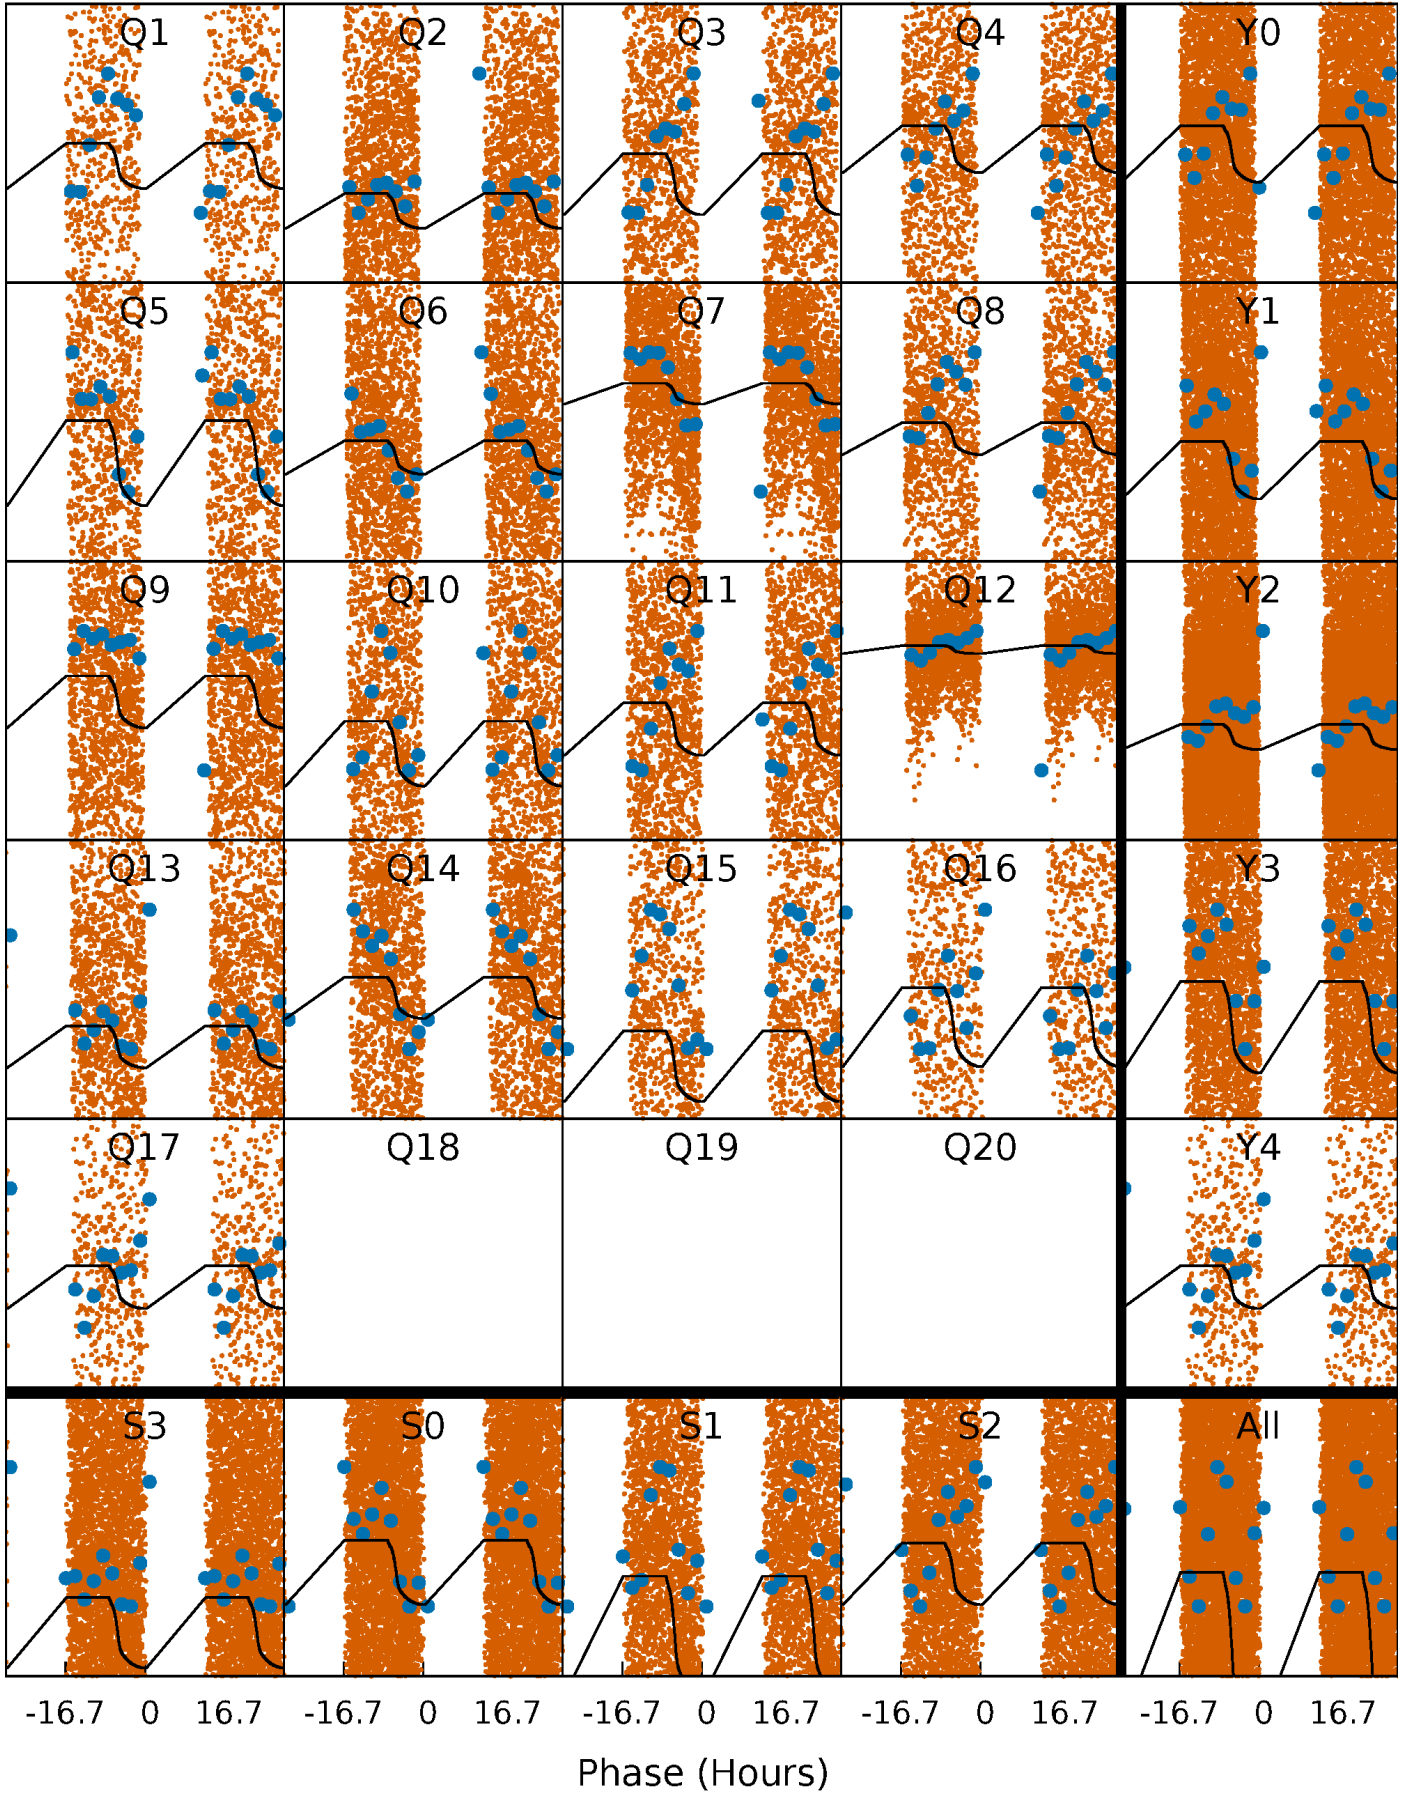 Q1 Q2 Q3 Q4 Y0
Q5 Q6 Q7 Q8 Y1
Q9 Q10 Q11 Q12 Y2
Q13 Q14 Q15 Q16 Y3
Q17 Q18 Q19 Q20 Y4
S3 S0 S1 S2 All
-16.7 0 16.7 -16.7 0 16.7 -16.7 0 16.7 -16.7 0 16.7 -16.7 0 16.7
Phase (Hours)